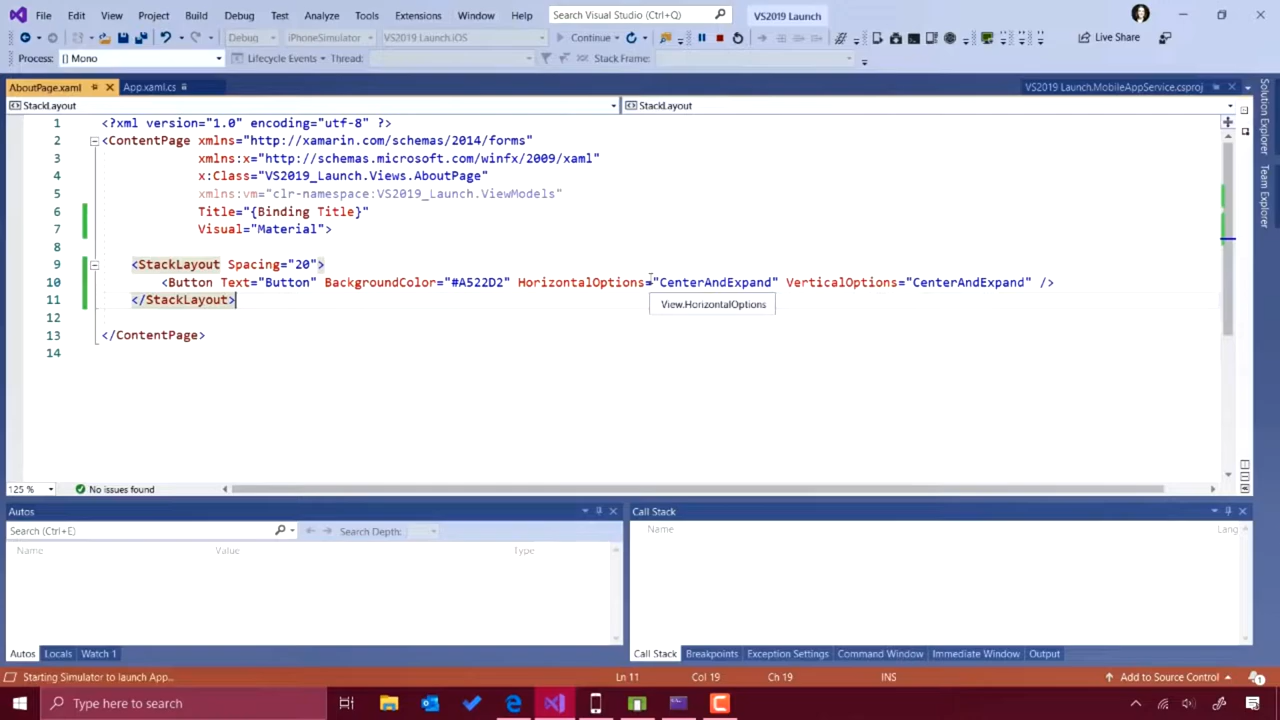 File Edit View Project Build Debug Test Analyze Tools Extensions Window Help Search Visual Studio (Ctrl+Q) VS2019 Launch
Debug iPhoneSimulator VS2019 Launch.iOS Continue Live Share
Process: [] Mono Lifecycle Events Thread: Stack Frame:
AboutPage.xaml App.xaml.cs VS2019 Launch.MobileAppService.csproj
StackLayout StackLayout
1 <?xml version="1.0" encoding="utf-8" ?>
2 <ContentPage xmlns="http://xamarin.com/schemas/2014/forms"
3 xmlns:x="http://schemas.microsoft.com/winfx/2009/xaml"
4 x:Class="VS2019_Launch.Views.AboutPage"
5 xmlns:vm="clr-namespace:VS2019_Launch.ViewModels"
6 Title="{Binding Title}"
7 Visual="Material">
8
9 <StackLayout Spacing="20">
10 <Button Text="Button" BackgroundColor="#A522D2" HorizontalOptions="CenterAndExpand" VerticalOptions="CenterAndExpand" />
11 </StackLayout>
View.HorizontalOptions
12
13 </ContentPage>
14
Solution Explorer
Team Explorer
125 % No issues found
Autos Call Stack
Search (Ctrl+E) Search Depth: Name Lang
Name Value Type
Autos Locals Watch 1 Call Stack Breakpoints Exception Settings Command Window Immediate Window Output
Starting Simulator to launch App... Ln 11 Col 19 Ch 19 INS Add to Source Control 1
Type here to search